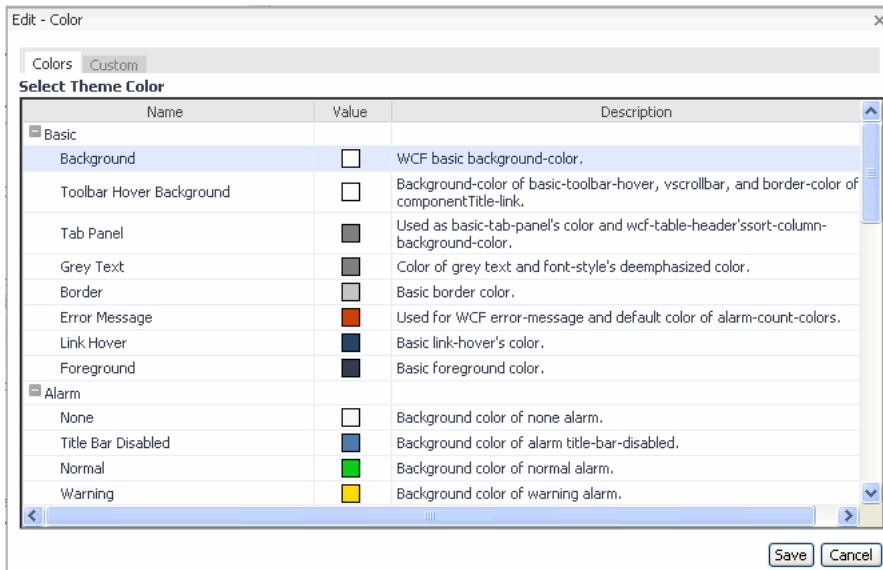 Edit - Color
Colors Custom
Select Theme Color
Name Value Description
Basic
Background WCF basic background-color.
Toolbar Hover Background Background-color of basic-toolbar-hover, vscrollbar, and border-color of componentTitle-link.
Tab Panel Used as basic-tab-panel's color and wcf-table-header'ssort-column-background-color.
Grey Text Color of grey text and font-style's deemphasized color.
Border Basic border color.
Error Message Used for WCF error-message and default color of alarm-count-colors.
Link Hover Basic link-hover's color.
Foreground Basic foreground color.
Alarm
None Background color of none alarm.
Title Bar Disabled Background color of alarm title-bar-disabled.
Normal Background color of normal alarm.
Warning Background color of warning alarm.
Save Cancel